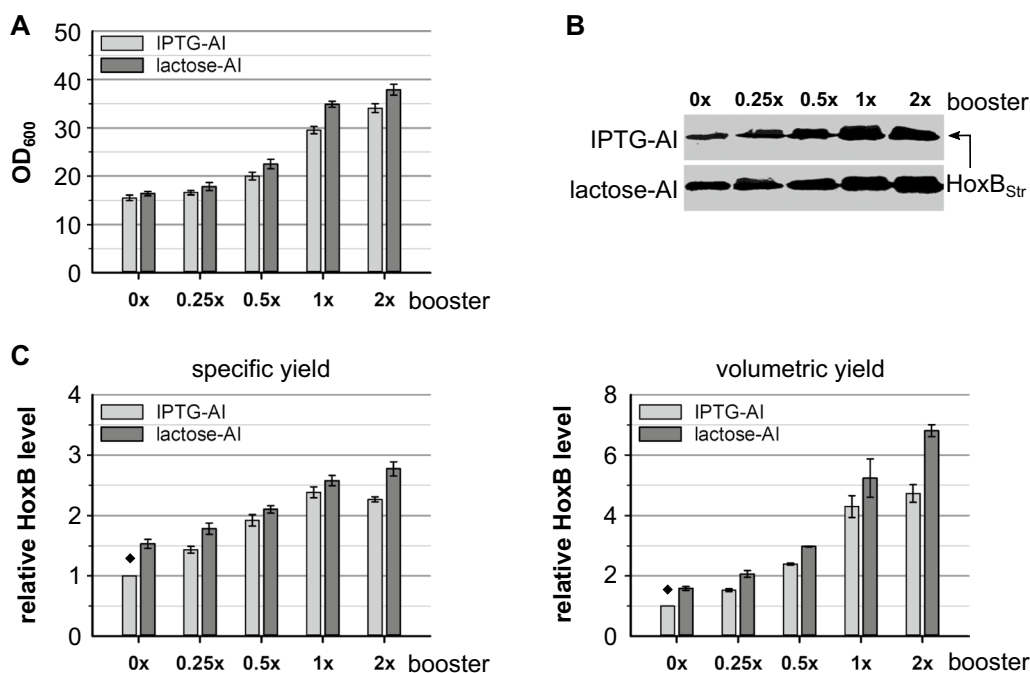 A
50
40
30
20
10
0
OD600
IPTG-AI
lactose-AI
0x 0.25x 0.5x 1x 2x booster
B
0x 0.25x 0.5x 1x 2x booster
IPTG-AI
lactose-AI
HoxBStr
C
specific yield
4
3
2
1
0
relative HoxB level
IPTG-AI
lactose-AI
0x 0.25x 0.5x 1x 2x booster
volumetric yield
8
6
4
2
0
relative HoxB level
IPTG-AI
lactose-AI
0x 0.25x 0.5x 1x 2x booster